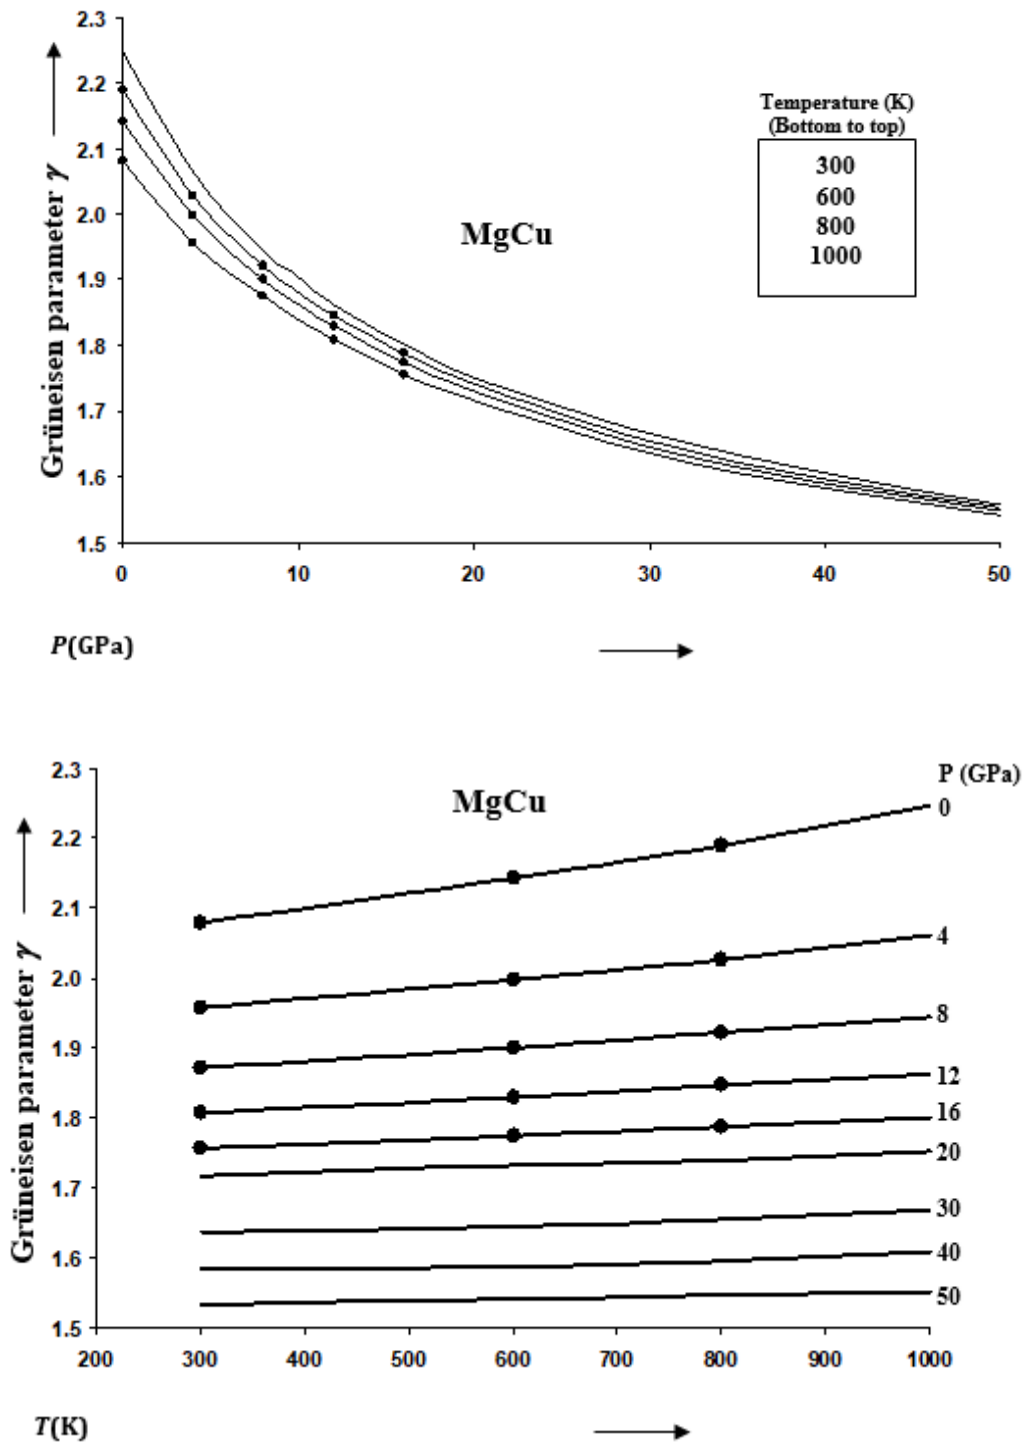 2.3
2.2
2.1
2.0
1.9
1.8
1.7
1.6
1.5
Grüneisen parameter γ
Temperature (K)
(Bottom to top)
300
600
800
1000
MgCu
0 10 20 30 40 50
P(GPa)
2.3
2.2
2.1
2.0
1.9
1.8
1.7
1.6
1.5
Grüneisen parameter γ
MgCu
P (GPa)
0
4
8
12
16
20
30
40
50
200 300 400 500 600 700 800 900 1000
T(K)